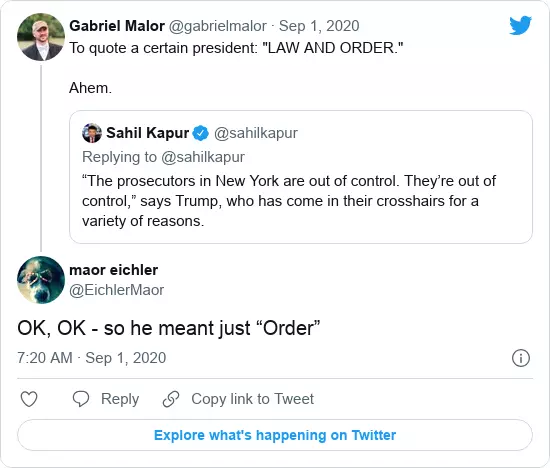 Gabriel Malor @gabrielmalor · Sep 1, 2020
To quote a certain president: "LAW AND ORDER."
Ahem.
Sahil Kapur @sahilkapur
Replying to @sahilkapur
“The prosecutors in New York are out of control. They’re out of
control,” says Trump, who has come in their crosshairs for a
variety of reasons.
maor eichler
@EichlerMaor
OK, OK - so he meant just “Order”
7:20 AM · Sep 1, 2020
Reply Copy link to Tweet
Explore what's happening on Twitter